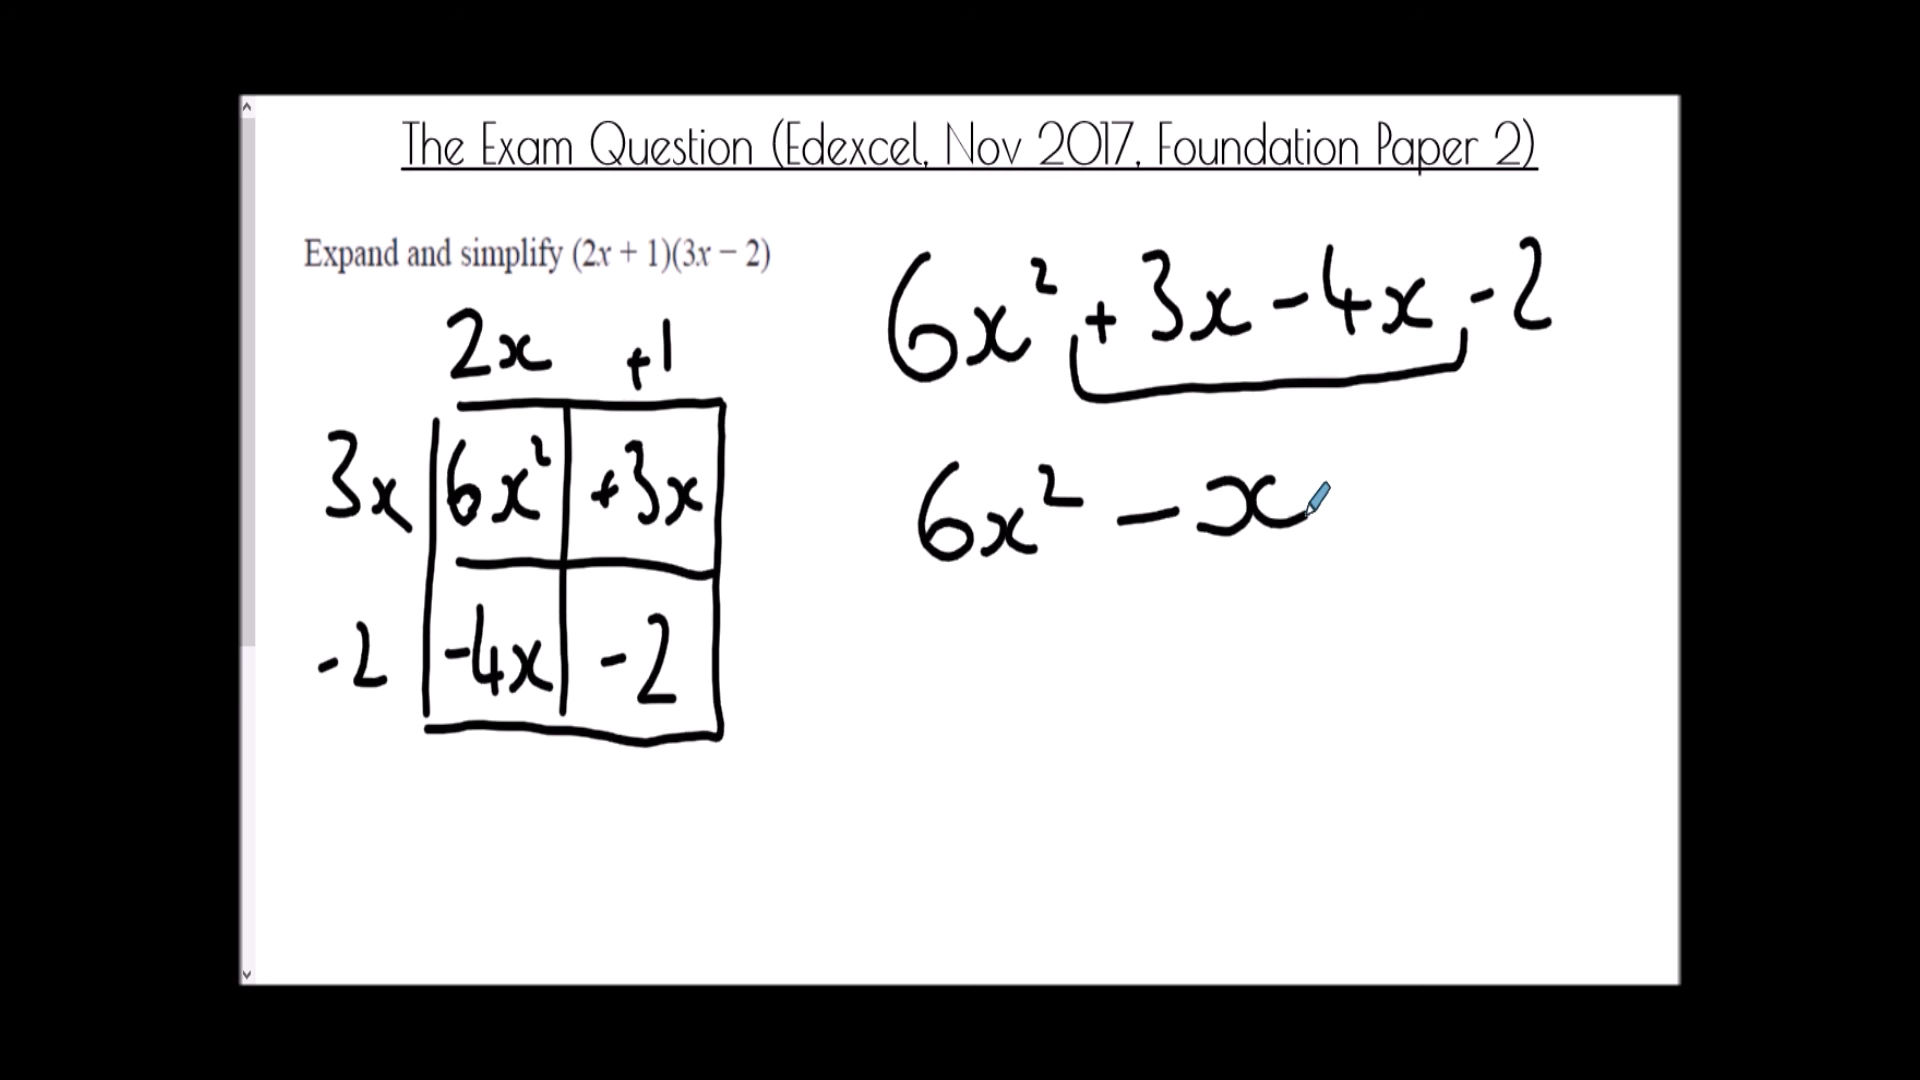 The Exam Question (Edexcel, Nov 2017, Foundation Paper 2)
Expand and simplify (2x + 1)(3x − 2)
2x +1
3x 6x² +3x
-2 -4x -2
6x² +3x -4x -2
6x² - x